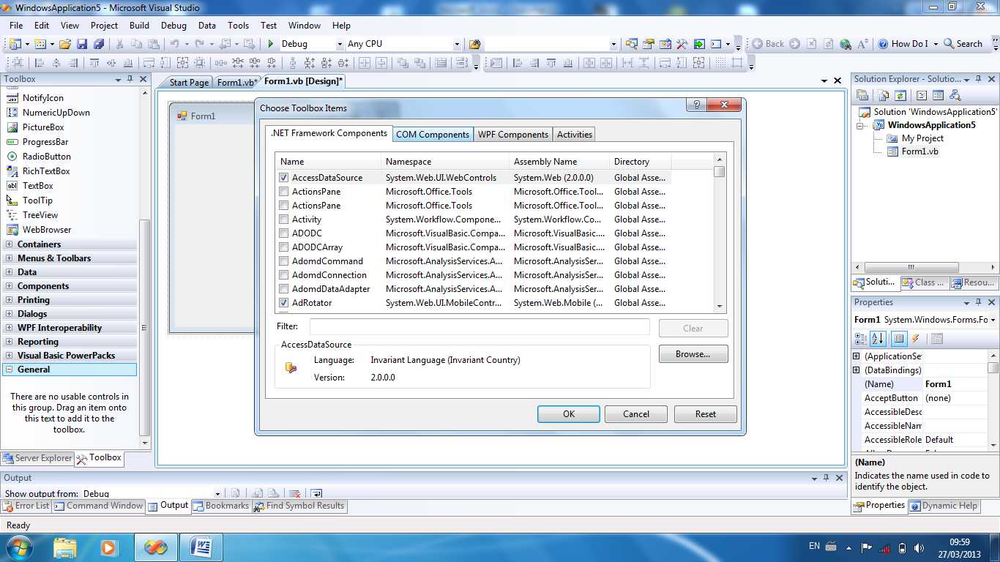 WindowsApplication5 - Microsoft Visual Studio
File Edit View Project Build Debug Data Tools Test Window Help
Debug Any CPU Back How Do I Search
Toolbox
NotifyIcon
NumericUpDown
PictureBox
ProgressBar
RadioButton
RichTextBox
TextBox
ToolTip
TreeView
WebBrowser
Containers
Menus & Toolbars
Data
Components
Printing
Dialogs
WPF Interoperability
Reporting
Visual Basic PowerPacks
General
There are no usable controls in
this group. Drag an item onto
this text to add it to the
toolbox.
Server Explorer Toolbox
Start Page Form1.vb* Form1.vb [Design]*
Form1
Choose Toolbox Items
.NET Framework Components COM Components WPF Components Activities
Name Namespace Assembly Name Directory
AccessDataSource System.Web.UI.WebControls System.Web (2.0.0.0) Global Asse...
ActionsPane Microsoft.Office.Tools Microsoft.Office.Tool... Global Asse...
ActionsPane Microsoft.Office.Tools Microsoft.Office.Tool... Global Asse...
Activity System.Workflow.Compone... System.Workflow.Co... Global Asse...
ADODC Microsoft.VisualBasic.Compa... Microsoft.VisualBasic.... Global Asse...
ADODCArray Microsoft.VisualBasic.Compa... Microsoft.VisualBasic.... Global Asse...
AdomdCommand Microsoft.AnalysisServices.A... Microsoft.AnalysisSer... Global Asse...
AdomdConnection Microsoft.AnalysisServices.A... Microsoft.AnalysisSer... Global Asse...
AdomdDataAdapter Microsoft.AnalysisServices.A... Microsoft.AnalysisSer... Global Asse...
AdRotator System.Web.UI.MobileContr... System.Web.Mobile (... Global Asse...
Filter: Clear
AccessDataSource
Language: Invariant Language (Invariant Country)
Version: 2.0.0.0
Browse...
OK Cancel Reset
Solution Explorer - Solutio...
Solution 'WindowsApplication5'
WindowsApplication5
My Project
Form1.vb
Soluti... Class ... Resou...
Properties
Form1 System.Windows.Forms.Fo
(ApplicationSe
(DataBindings)
(Name) Form1
AcceptButton (none)
AccessibleDesc
AccessibleNam
AccessibleRole Default
(Name)
Indicates the name used in code to
identify the object.
Properties Dynamic Help
Output
Show output from: Debug
Error List Command Window Output Bookmarks Find Symbol Results
Ready
EN
09:59
27/03/2013